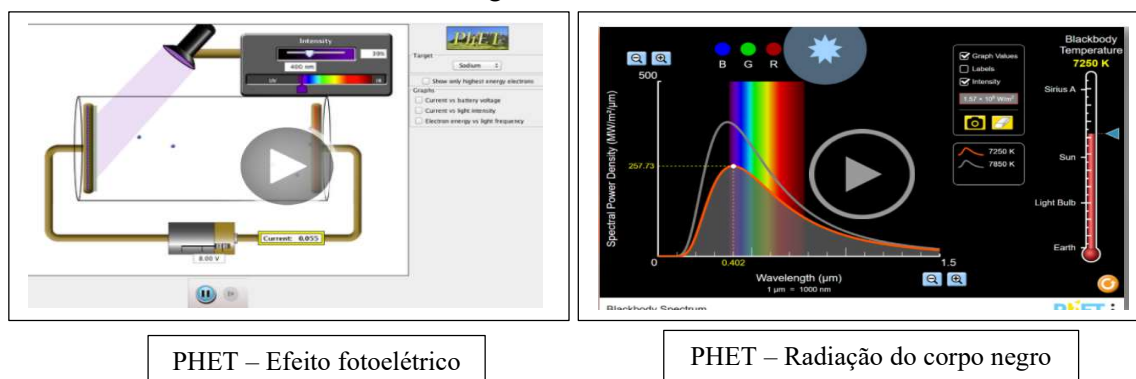 Intensity
400 nm
UV
IR
PhET
Target
Sodium
Show only highest energy electrons
Graphs
Current vs battery voltage
Current vs light intensity
Electron energy vs light frequency
Current: 0.055
8.00 V
PHET – Efeito fotoelétrico
500
B G R
Graph Values
Labels
Intensity
Blackbody
Temperature
7250 K
Sirius A
Sun
Light Bulb
Earth
7250 K
7850 K
Spectral Power Density (MW/m²/μm)
257.73
0
0.402
1.5
Wavelength (μm)
1 μm = 1000 nm
Blackbody Spectrum
PHET – Radiação do corpo negro